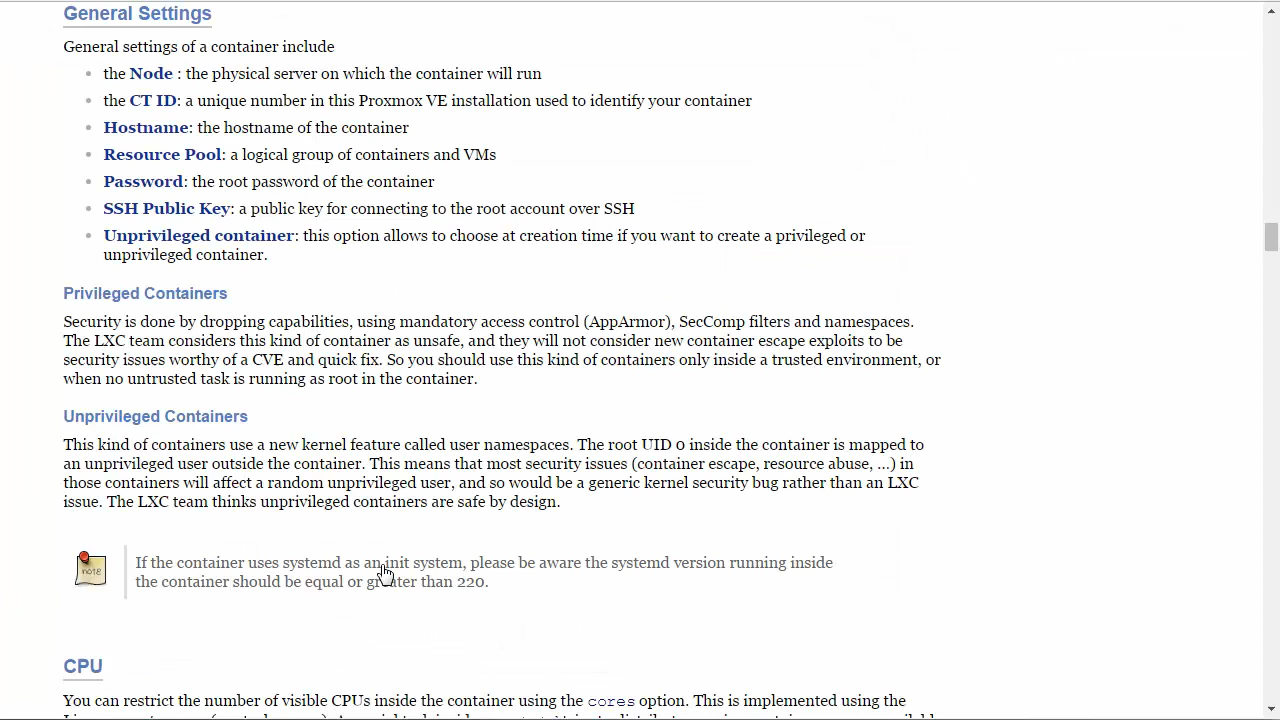 General Settings
General settings of a container include
the Node : the physical server on which the container will run
the CT ID: a unique number in this Proxmox VE installation used to identify your container
Hostname: the hostname of the container
Resource Pool: a logical group of containers and VMs
Password: the root password of the container
SSH Public Key: a public key for connecting to the root account over SSH
Unprivileged container: this option allows to choose at creation time if you want to create a privileged or
unprivileged container.
Privileged Containers
Security is done by dropping capabilities, using mandatory access control (AppArmor), SecComp filters and namespaces.
The LXC team considers this kind of container as unsafe, and they will not consider new container escape exploits to be
security issues worthy of a CVE and quick fix. So you should use this kind of containers only inside a trusted environment, or
when no untrusted task is running as root in the container.
Unprivileged Containers
This kind of containers use a new kernel feature called user namespaces. The root UID 0 inside the container is mapped to
an unprivileged user outside the container. This means that most security issues (container escape, resource abuse, ...) in
those containers will affect a random unprivileged user, and so would be a generic kernel security bug rather than an LXC
issue. The LXC team thinks unprivileged containers are safe by design.
note
If the container uses systemd as an init system, please be aware the systemd version running inside
the container should be equal or greater than 220.
CPU
You can restrict the number of visible CPUs inside the container using the cores option. This is implemented using the